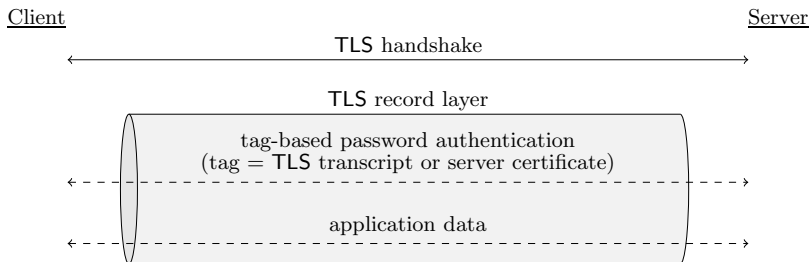 Client
Server
TLS handshake
TLS record layer
tag-based password authentication
(tag = TLS transcript or server certificate)
application data